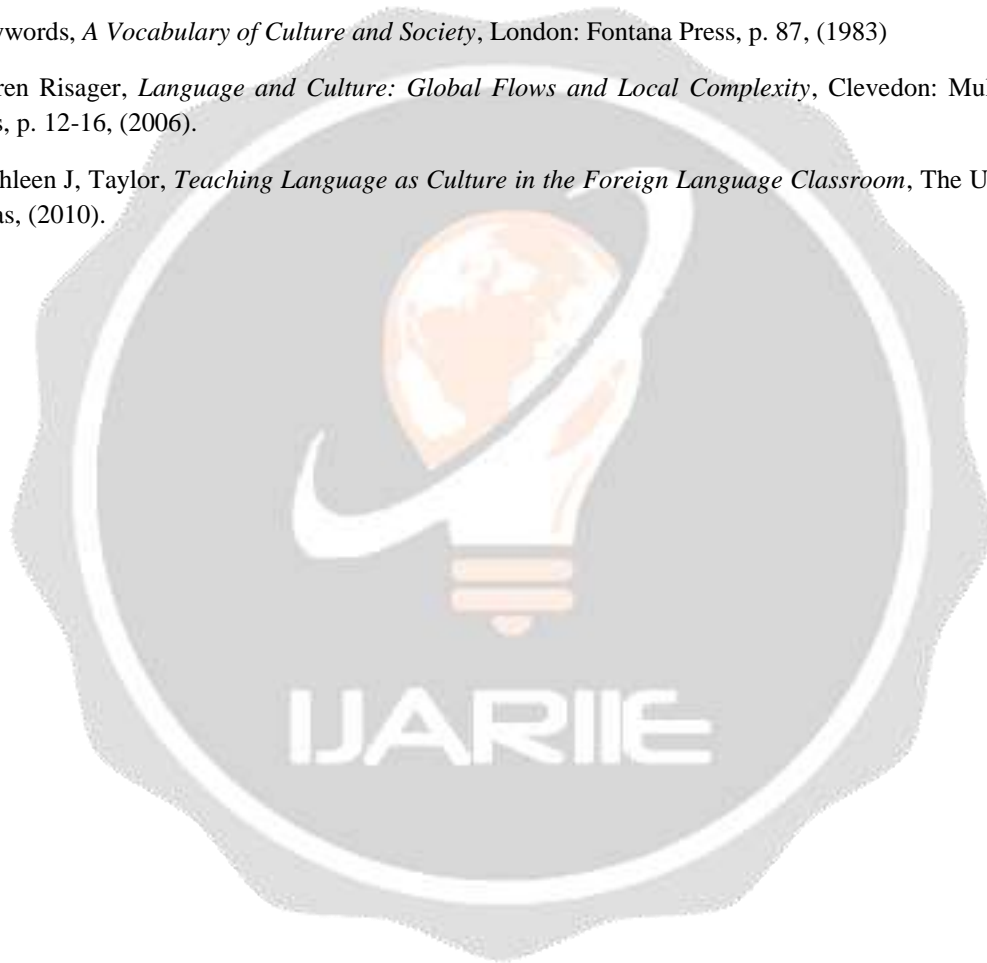 ywords, A Vocabulary of Culture and Society, London: Fontana Press, p. 87, (1983)
ren Risager, Language and Culture: Global Flows and Local Complexity, Clevedon: Mul
s, p. 12-16, (2006).
hleen J, Taylor, Teaching Language as Culture in the Foreign Language Classroom, The U
as, (2010).
IJARIIE